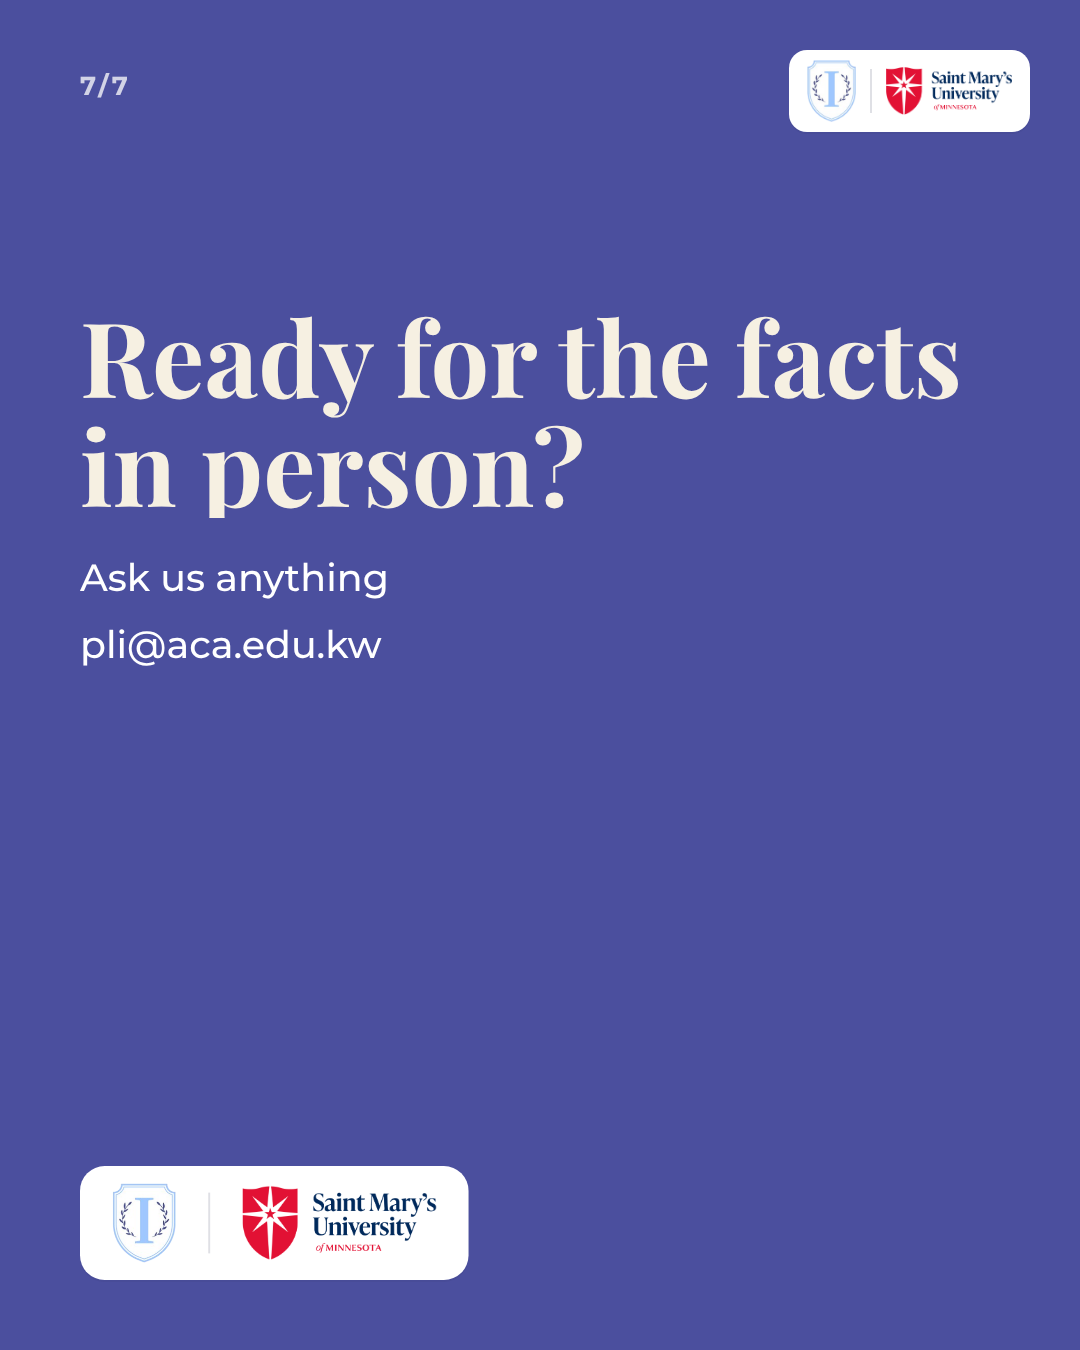 7/7
I
Saint Mary's
University
of MINNESOTA
Ready for the facts
in person?
Ask us anything
pli@aca.edu.kw
I
Saint Mary's
University
of MINNESOTA